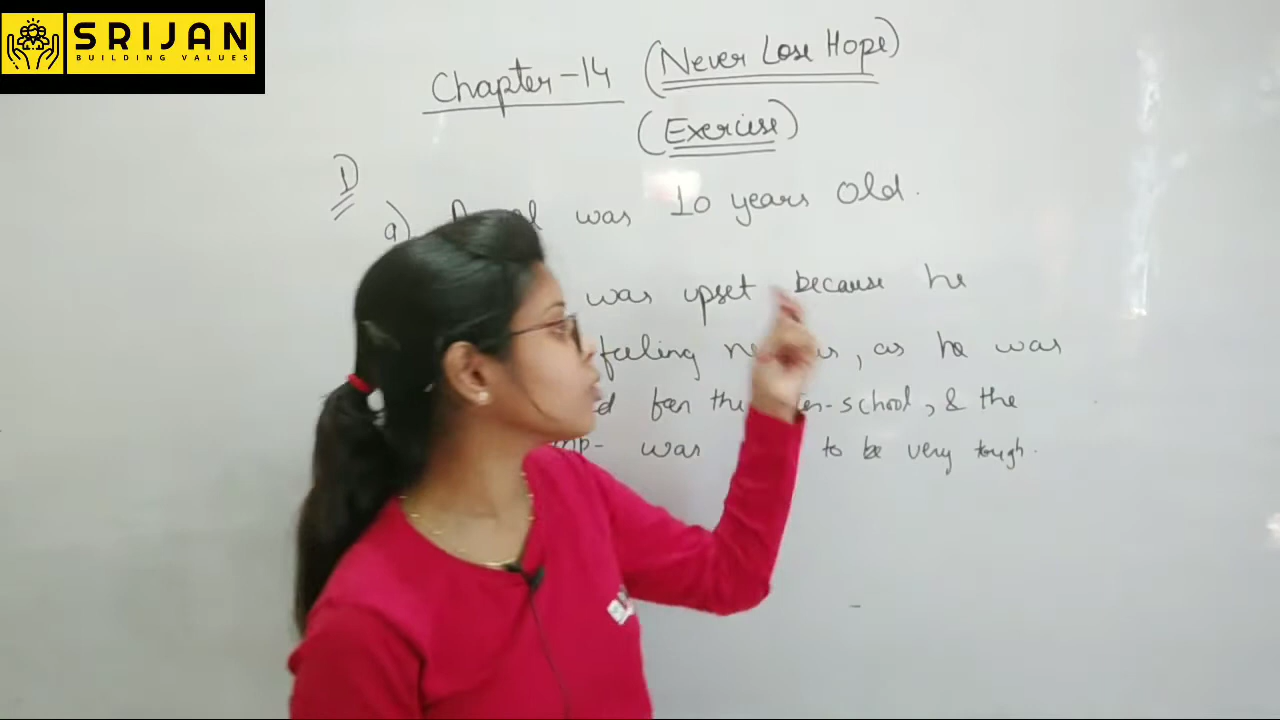 SRIJAN
BUILDING VALUES
Chapter-14 (Never Lose Hope)
(Exercise)
D
a) was 10 years Old.
was upset because he
feeling , as he was
for the -school, & the
was to be very tough.